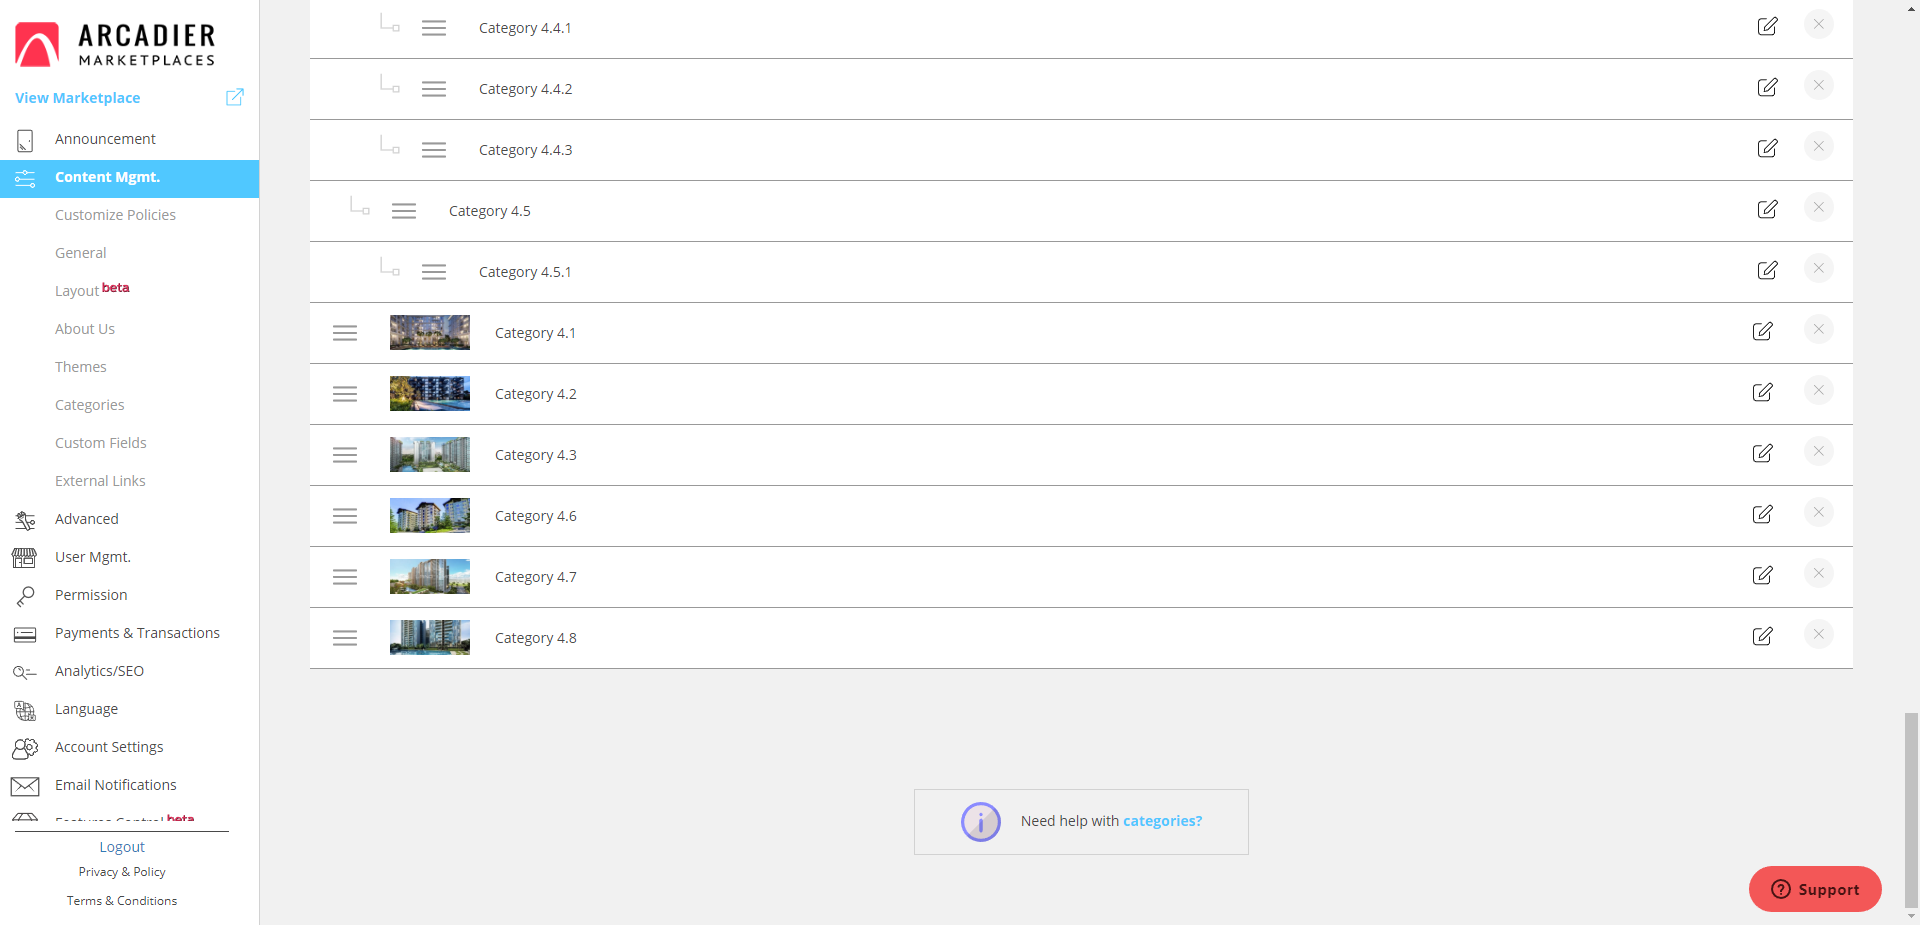 ARCADIER
MARKETPLACES
View Marketplace
Announcement
Content Mgmt.
Customize Policies
General
Layout beta
About Us
Themes
Categories
Custom Fields
External Links
Advanced
User Mgmt.
Permission
Payments & Transactions
Analytics/SEO
Language
Account Settings
Email Notifications
Features Control beta
Logout
Privacy & Policy
Terms & Conditions
Category 4.4.1
Category 4.4.2
Category 4.4.3
Category 4.5
Category 4.5.1
Category 4.1
Category 4.2
Category 4.3
Category 4.6
Category 4.7
Category 4.8
Need help with categories?
Support